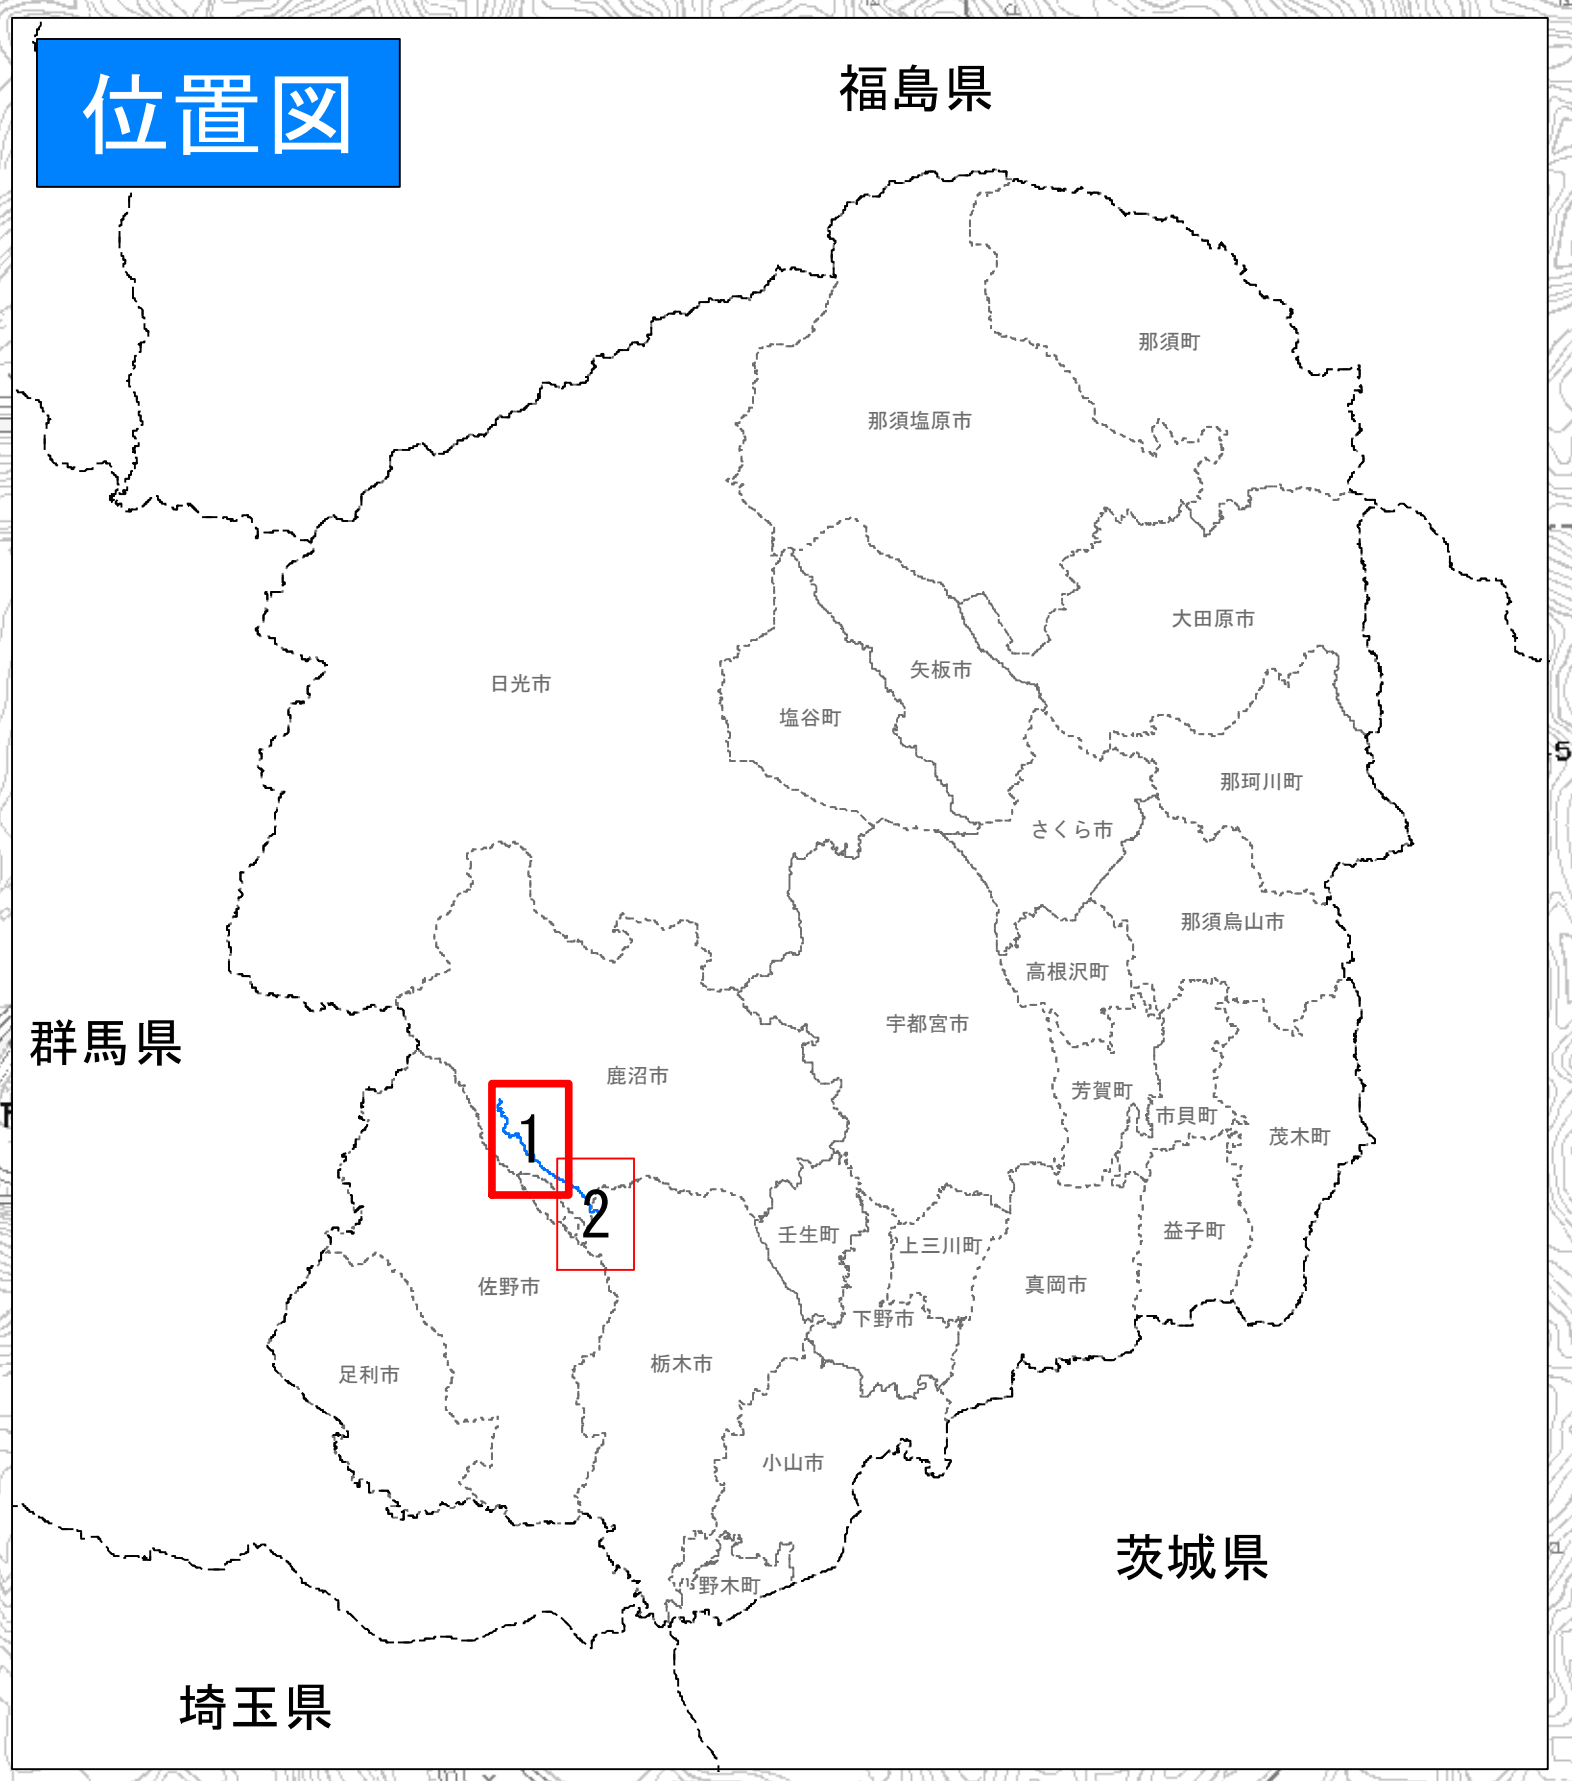 位置図
福島県
那須町
那須塩原市
大田原市
矢板市
日光市
塩谷町
那珂川町
さくら市
那須烏山市
高根沢町
宇都宮市
群馬県
鹿沼市
芳賀町
市貝町
茂木町
1
2
壬生町
上三川町
益子町
佐野市
真岡市
下野市
栃木市
足利市
小山市
茨城県
野木町
埼玉県
5